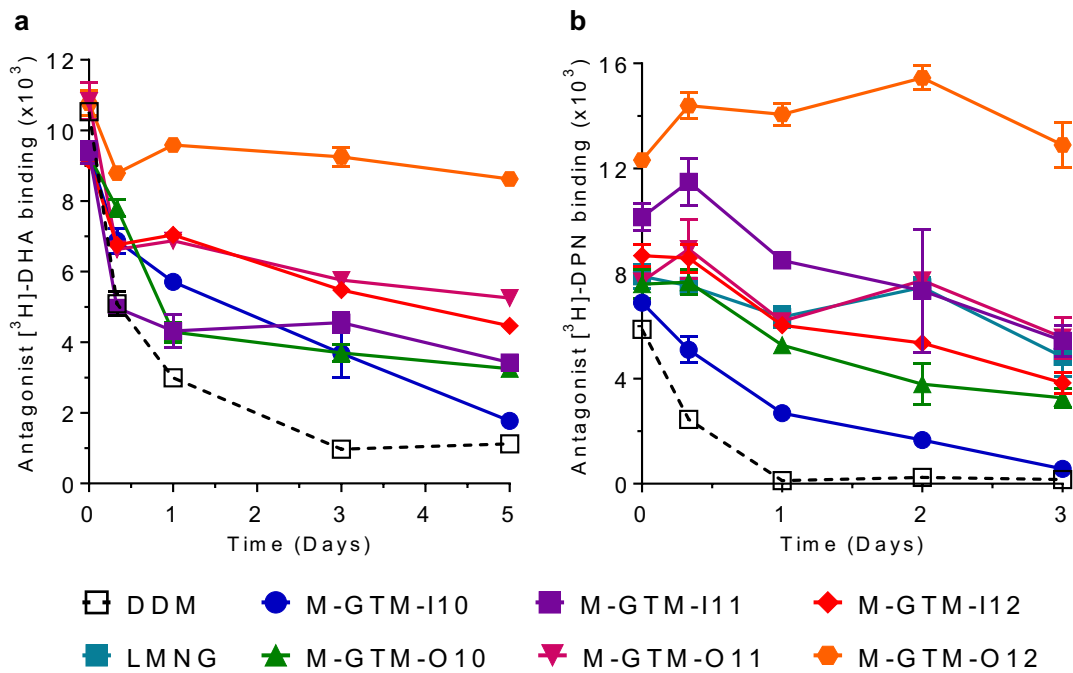 a
b
Antagonist [³H]-DHA binding (x10³)
12
10
8
6
4
2
0
0 1 2 3 4 5
Time (Days)
Antagonist [³H]-DPN binding (x10³)
16
12
8
4
0
0 1 2 3
Time (Days)
DDM M-GTM-I10 M-GTM-I11 M-GTM-I12
LMNG M-GTM-O10 M-GTM-O11 M-GTM-O12